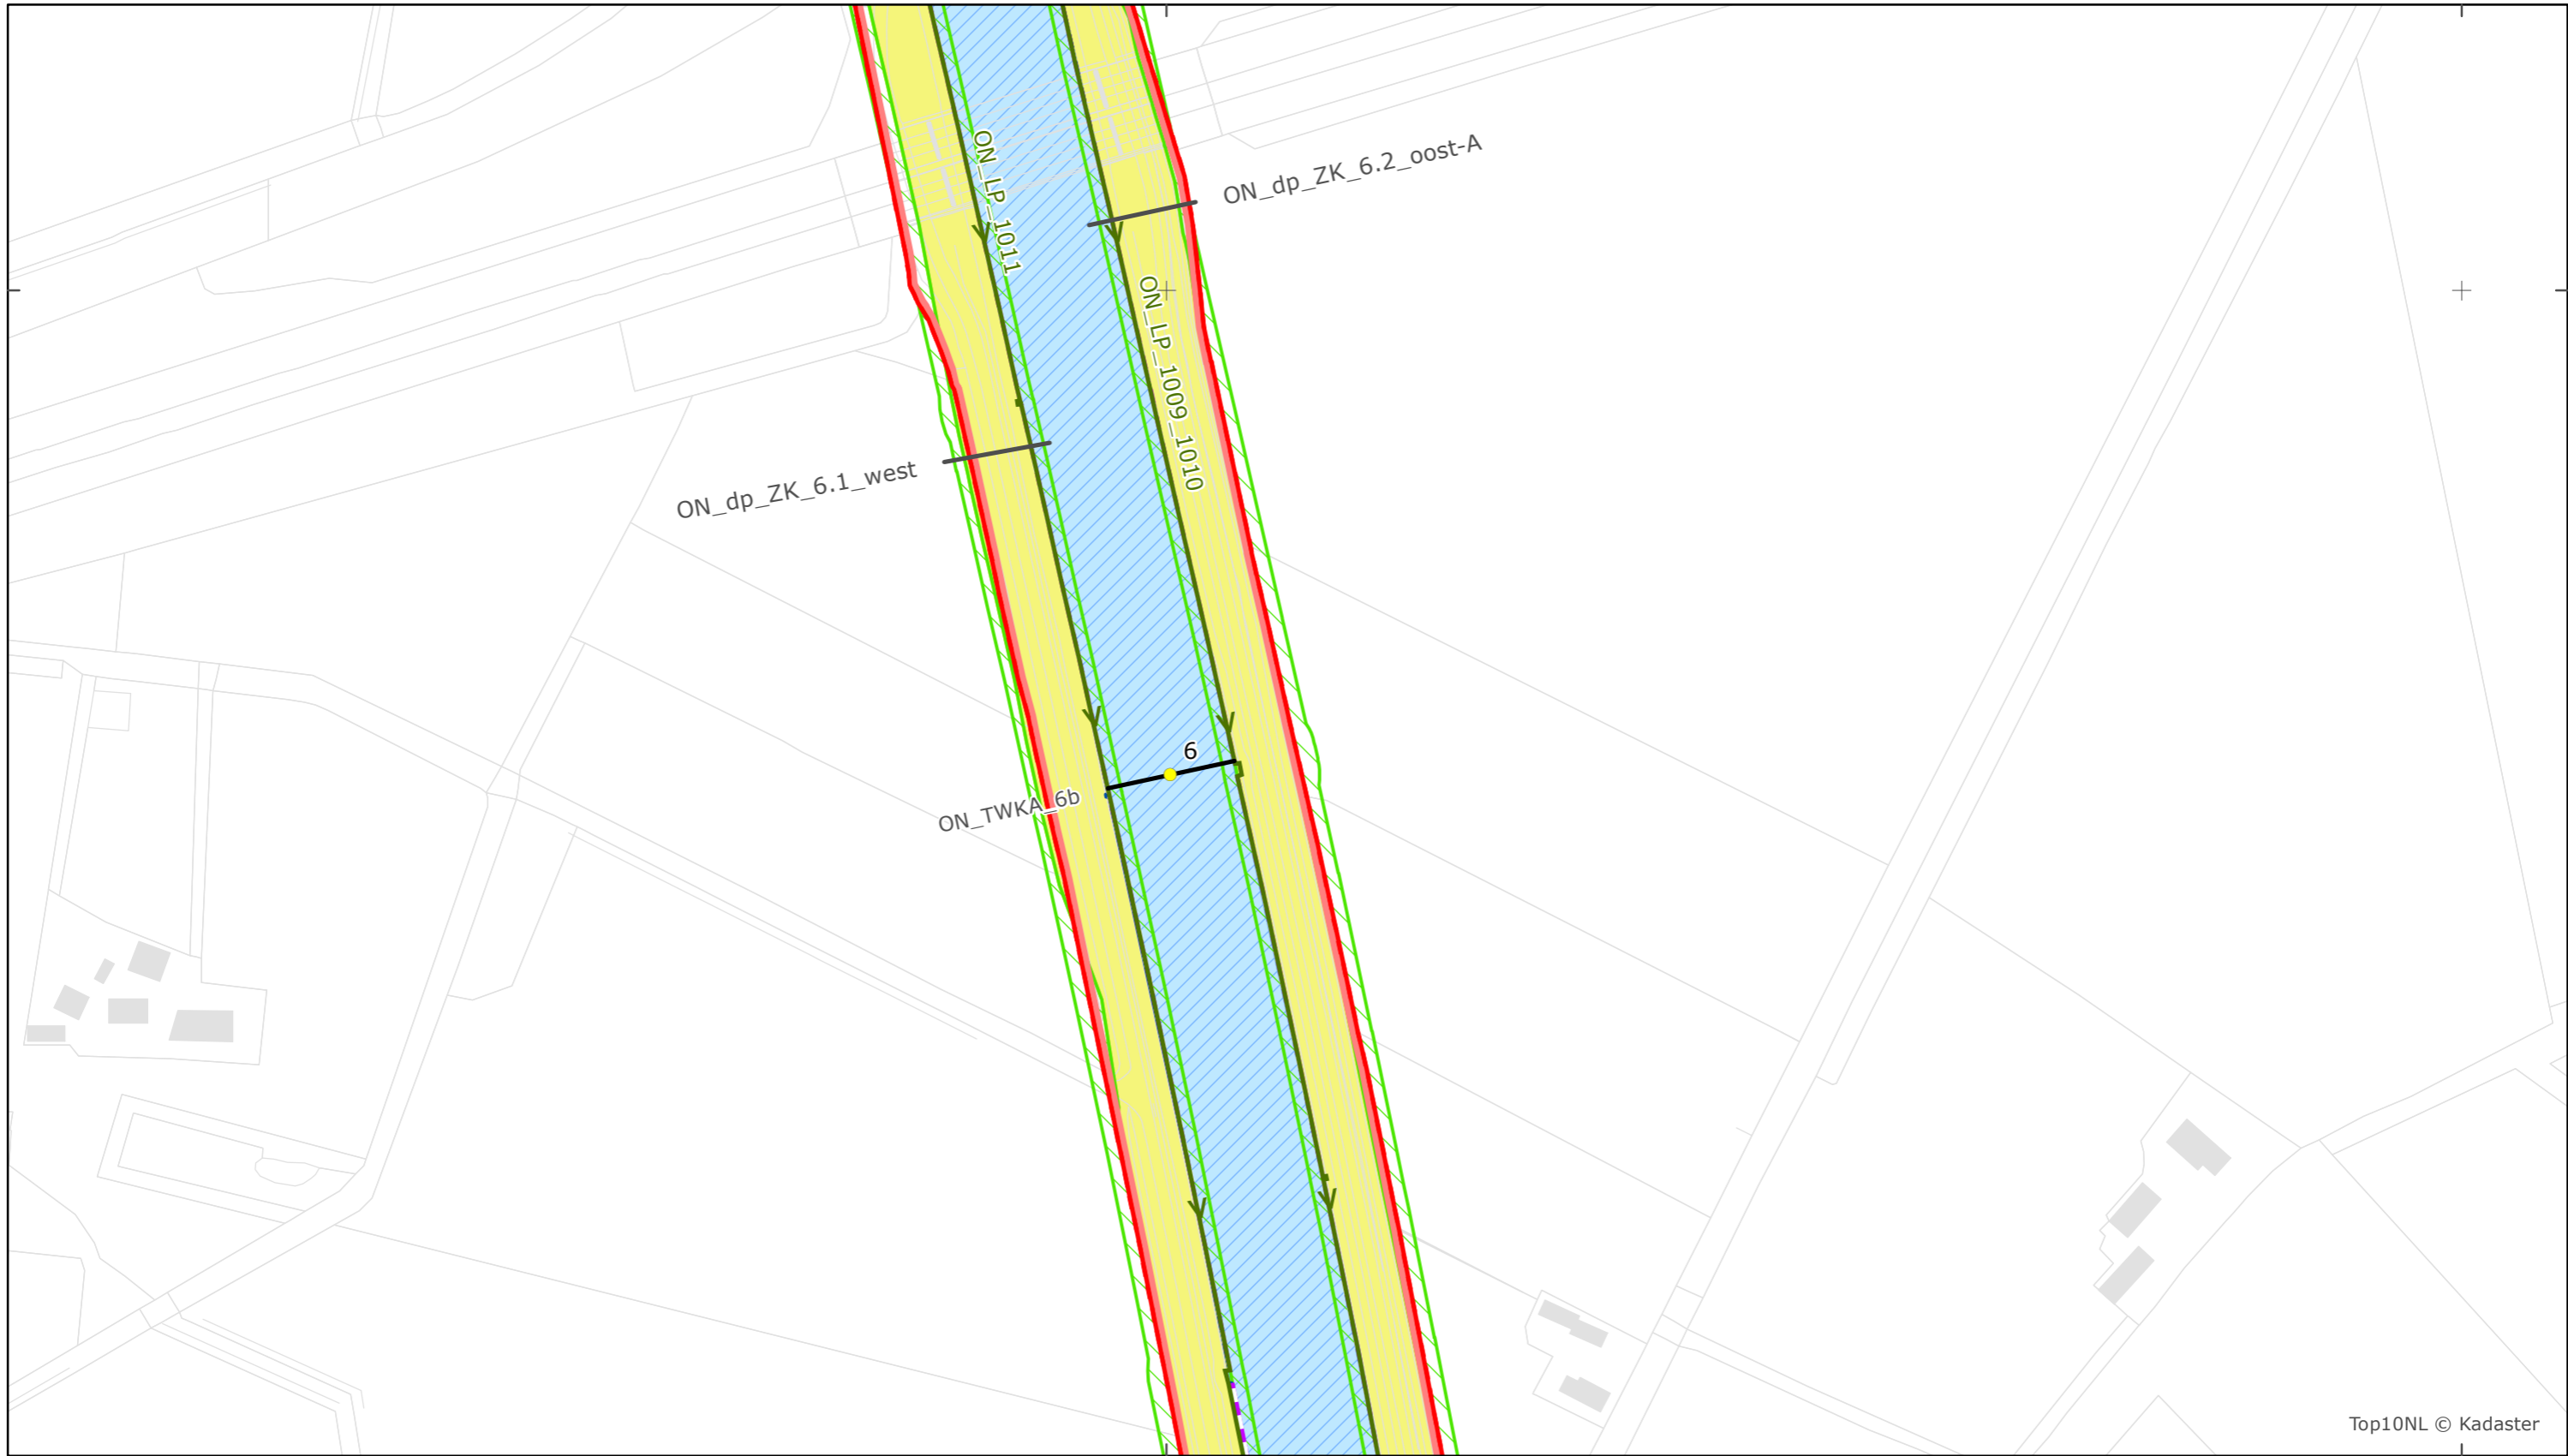 ON_LP_1011
ON_dp_ZK_6.2_oost-A
ON_LP_1009_1010
ON_dp_ZK_6.1_west
6
ON_TWKA_6b
Top10NL © Kadaster